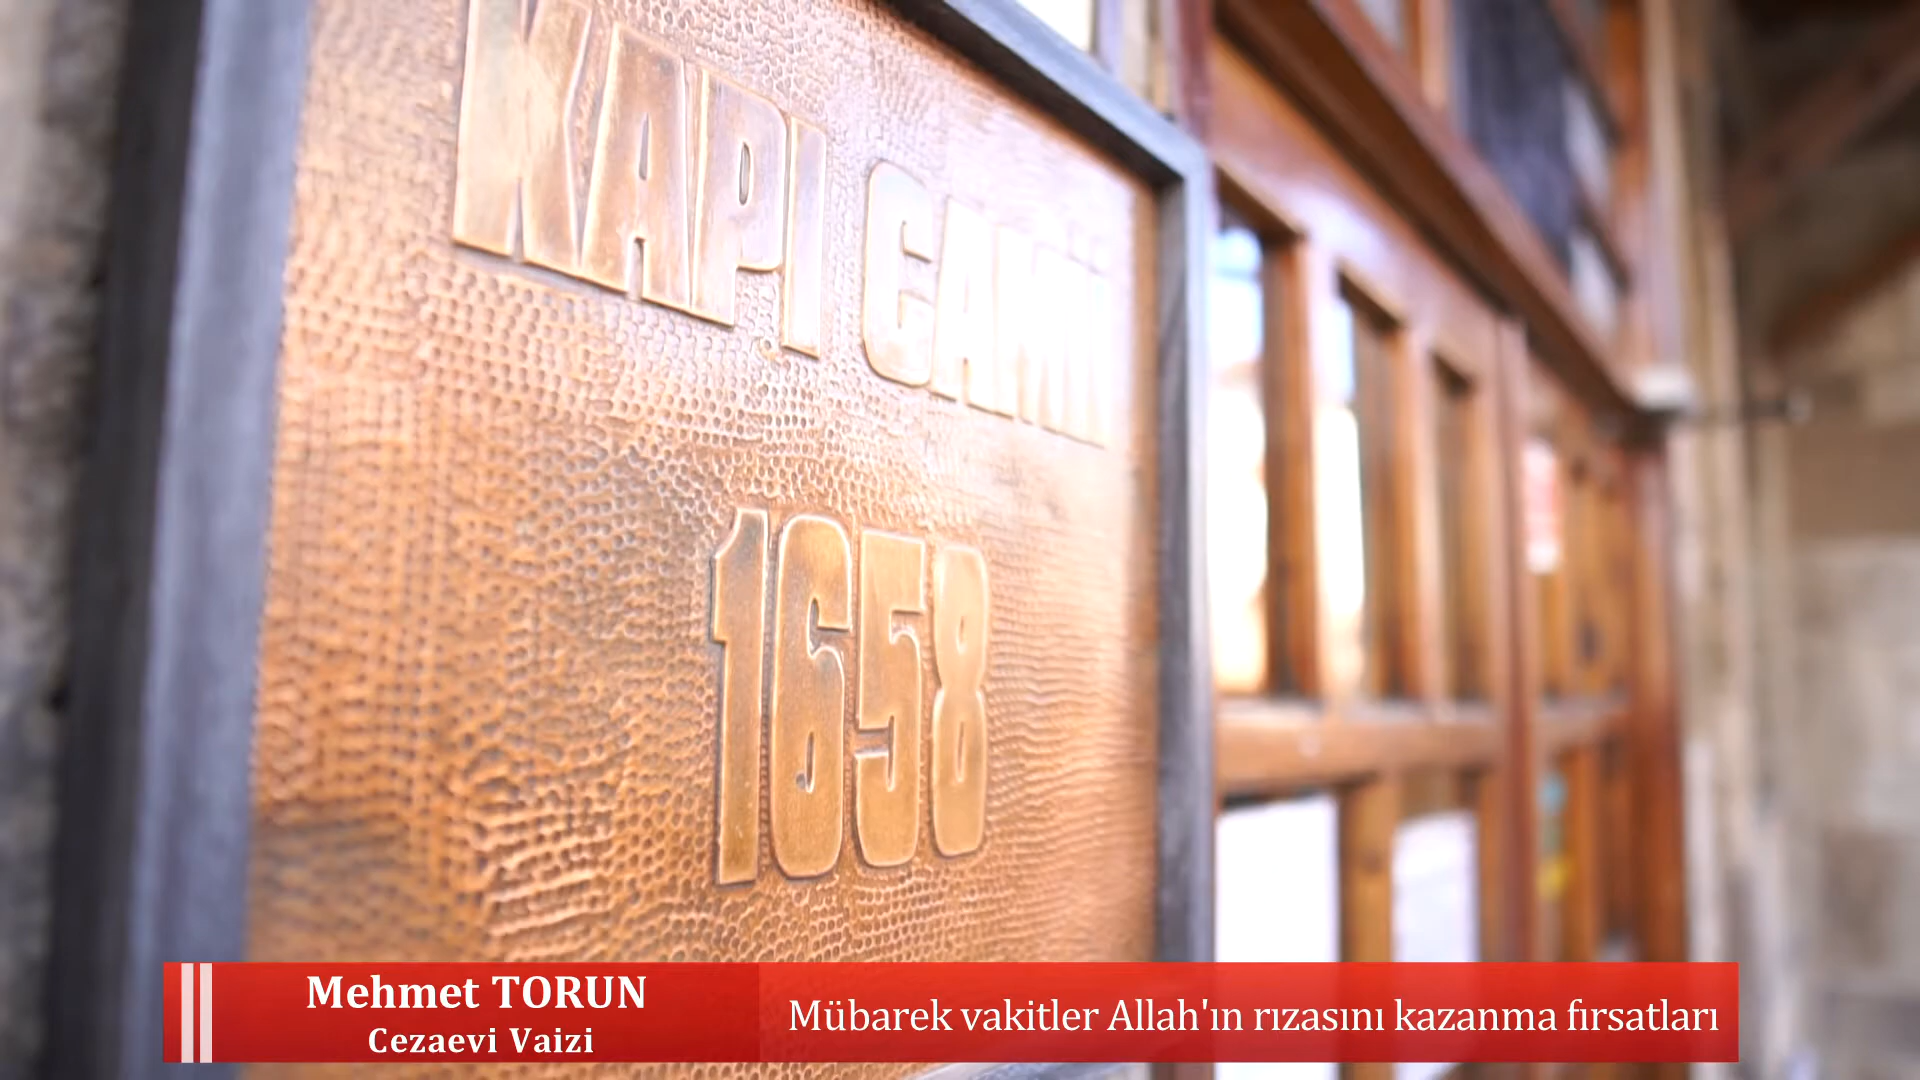 KAPI CAMİİ
1658
Mehmet TORUN
Cezaevi Vaizi
Mübarek vakitler Allah'ın rızasını kazanma fırsatları